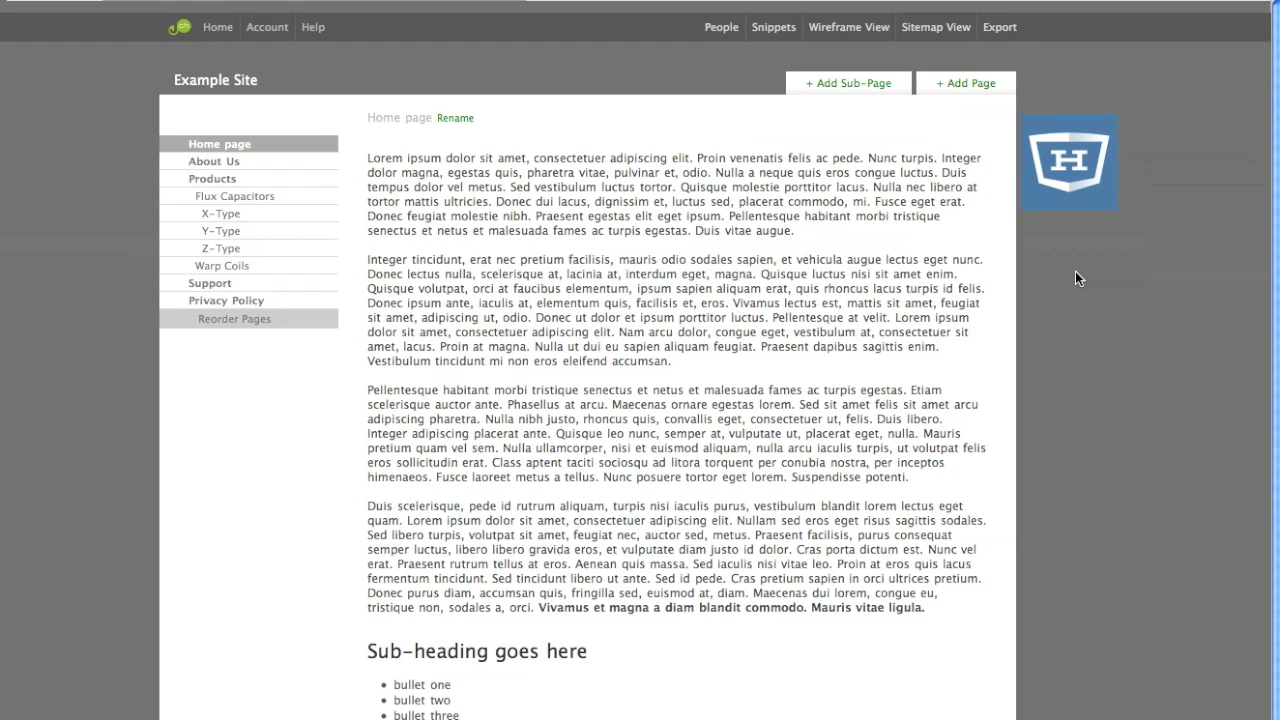 Home Account Help People Snippets Wireframe View Sitemap View Export
Example Site
+ Add Sub-Page + Add Page
Home page Rename
Home page
About Us
Products
Flux Capacitors
X-Type
Y-Type
Z-Type
Warp Coils
Support
Privacy Policy
Reorder Pages
Lorem ipsum dolor sit amet, consectetuer adipiscing elit. Proin venenatis felis ac pede. Nunc turpis. Integer
dolor magna, egestas quis, pharetra vitae, pulvinar et, odio. Nulla a neque quis eros congue luctus. Duis
tempus dolor vel metus. Sed vestibulum luctus tortor. Quisque molestie porttitor lacus. Nulla nec libero at
tortor mattis ultricies. Donec dui lacus, dignissim et, luctus sed, placerat commodo, mi. Fusce eget erat.
Donec feugiat molestie nibh. Praesent egestas elit eget ipsum. Pellentesque habitant morbi tristique
senectus et netus et malesuada fames ac turpis egestas. Duis vitae augue.
Integer tincidunt, erat nec pretium facilisis, mauris odio sodales sapien, et vehicula augue lectus eget nunc.
Donec lectus nulla, scelerisque at, lacinia at, interdum eget, magna. Quisque luctus nisi sit amet enim.
Quisque volutpat, orci at faucibus elementum, ipsum sapien aliquam erat, quis rhoncus lacus turpis id felis.
Donec ipsum ante, iaculis at, elementum quis, facilisis et, eros. Vivamus lectus est, mattis sit amet, feugiat
sit amet, adipiscing ut, odio. Donec ut dolor et ipsum porttitor luctus. Pellentesque at velit. Lorem ipsum
dolor sit amet, consectetuer adipiscing elit. Nam arcu dolor, congue eget, vestibulum at, consectetuer sit
amet, lacus. Proin at magna. Nulla ut dui eu sapien aliquam feugiat. Praesent dapibus sagittis enim.
Vestibulum tincidunt mi non eros eleifend accumsan.
Pellentesque habitant morbi tristique senectus et netus et malesuada fames ac turpis egestas. Etiam
scelerisque auctor ante. Phasellus at arcu. Maecenas ornare egestas lorem. Sed sit amet felis sit amet arcu
adipiscing pharetra. Nulla nibh justo, rhoncus quis, convallis eget, consectetuer ut, felis. Duis libero.
Integer adipiscing placerat ante. Quisque leo nunc, semper at, vulputate ut, placerat eget, nulla. Mauris
pretium quam vel sem. Nulla ullamcorper, nisi et euismod aliquam, nulla arcu iaculis turpis, ut volutpat felis
eros sollicitudin erat. Class aptent taciti sociosqu ad litora torquent per conubia nostra, per inceptos
himenaeos. Fusce laoreet metus a tellus. Nunc posuere tortor eget lorem. Suspendisse potenti.
Duis scelerisque, pede id rutrum aliquam, turpis nisi iaculis purus, vestibulum blandit lorem lectus eget
quam. Lorem ipsum dolor sit amet, consectetuer adipiscing elit. Nullam sed eros eget risus sagittis sodales.
Sed libero turpis, volutpat sit amet, feugiat nec, auctor sed, metus. Praesent facilisis, purus consequat
semper luctus, libero libero gravida eros, et vulputate diam justo id dolor. Cras porta dictum est. Nunc vel
erat. Praesent rutrum tellus at eros. Aenean quis massa. Sed iaculis nisi vitae leo. Proin at eros quis lacus
fermentum tincidunt. Sed tincidunt libero ut ante. Sed id pede. Cras pretium sapien in orci ultrices pretium.
Donec purus diam, accumsan quis, fringilla sed, euismod at, diam. Maecenas dui lorem, congue eu,
tristique non, sodales a, orci. Vivamus et magna a diam blandit commodo. Mauris vitae ligula.
Sub-heading goes here
• bullet one
• bullet two
• bullet three
H